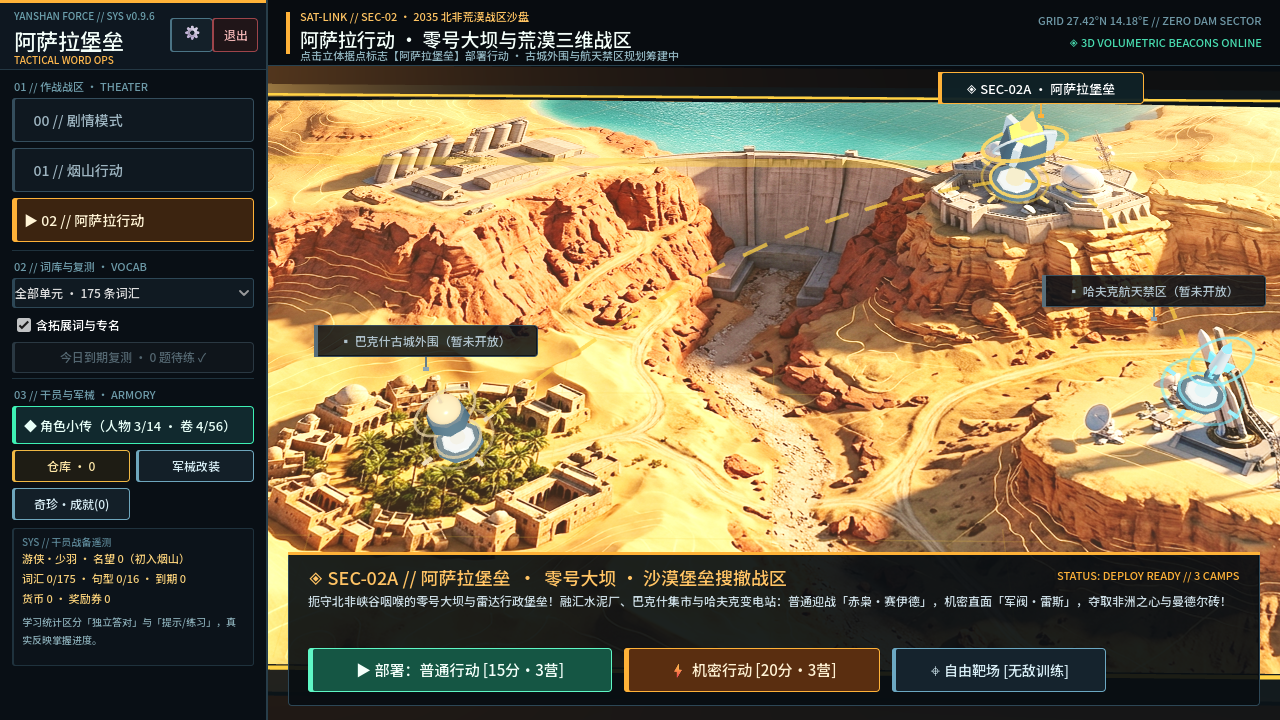 YANSHAN FORCE // SYS v0.9.6
阿萨拉堡垒
TACTICAL WORD OPS
退出
01 // 作战战区 · THEATER
00 // 剧情模式
01 // 烟山行动
▶ 02 // 阿萨拉行动
02 // 词库与复测 · VOCAB
全部单元 · 175 条词汇
含拓展词与专名
今日到期复测 · 0 题待练 ✓
03 // 干员与军械 · ARMORY
◆ 角色小传（人物 3/14 · 卷 4/56）
仓库 · 0
军械改装
奇珍·成就(0)
SYS // 干员战备遥测
游侠·少羽 · 名望 0（初入烟山）
词汇 0/175 · 句型 0/16 · 到期 0
货币 0 · 奖励券 0
学习统计区分「独立答对」与「提示/练习」，真
实反映掌握进度。
SAT-LINK // SEC-02 · 2035 北非荒漠战区沙盘
阿萨拉行动 · 零号大坝与荒漠三维战区
点击立体据点标志【阿萨拉堡垒】部署行动 · 古城外围与航天禁区规划筹建中
GRID 27.42°N 14.18°E // ZERO DAM SECTOR
◈ 3D VOLUMETRIC BEACONS ONLINE
◈ SEC-02A · 阿萨拉堡垒
▪ 哈夫克航天禁区（暂未开放）
▪ 巴克什古城外围（暂未开放）
◈ SEC-02A // 阿萨拉堡垒 · 零号大坝 · 沙漠堡垒搜撤战区
STATUS: DEPLOY READY // 3 CAMPS
扼守北非峡谷咽喉的零号大坝与雷达行政堡垒！融汇水泥厂、巴克什集市与哈夫克变电站：普通迎战「赤枭·赛伊德」，机密直面「军阀·雷斯」，夺取非洲之心与曼德尔砖！
▶ 部署：普通行动 [15分·3营]
机密行动 [20分·3营]
⌖ 自由靶场 [无敌训练]